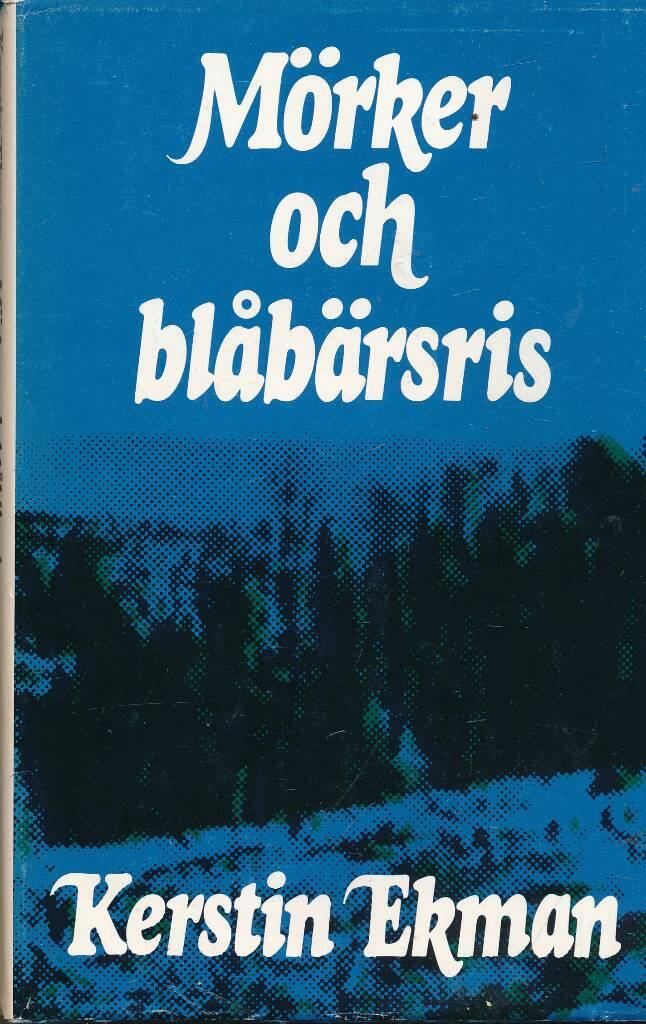 Mörker
och
blåbärsris
Kerstin Ekman